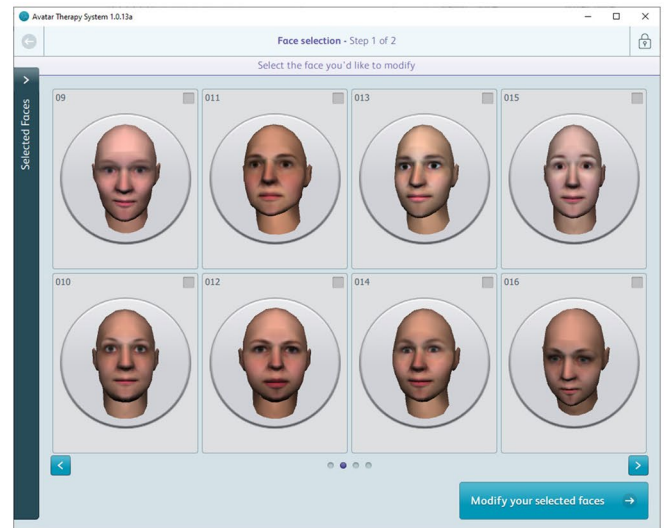 Avatar Therapy System 1.0.13a
Face selection - Step 1 of 2
Select the face you'd like to modify
Selected Faces
09
011
013
015
010
012
014
016
Modify your selected faces